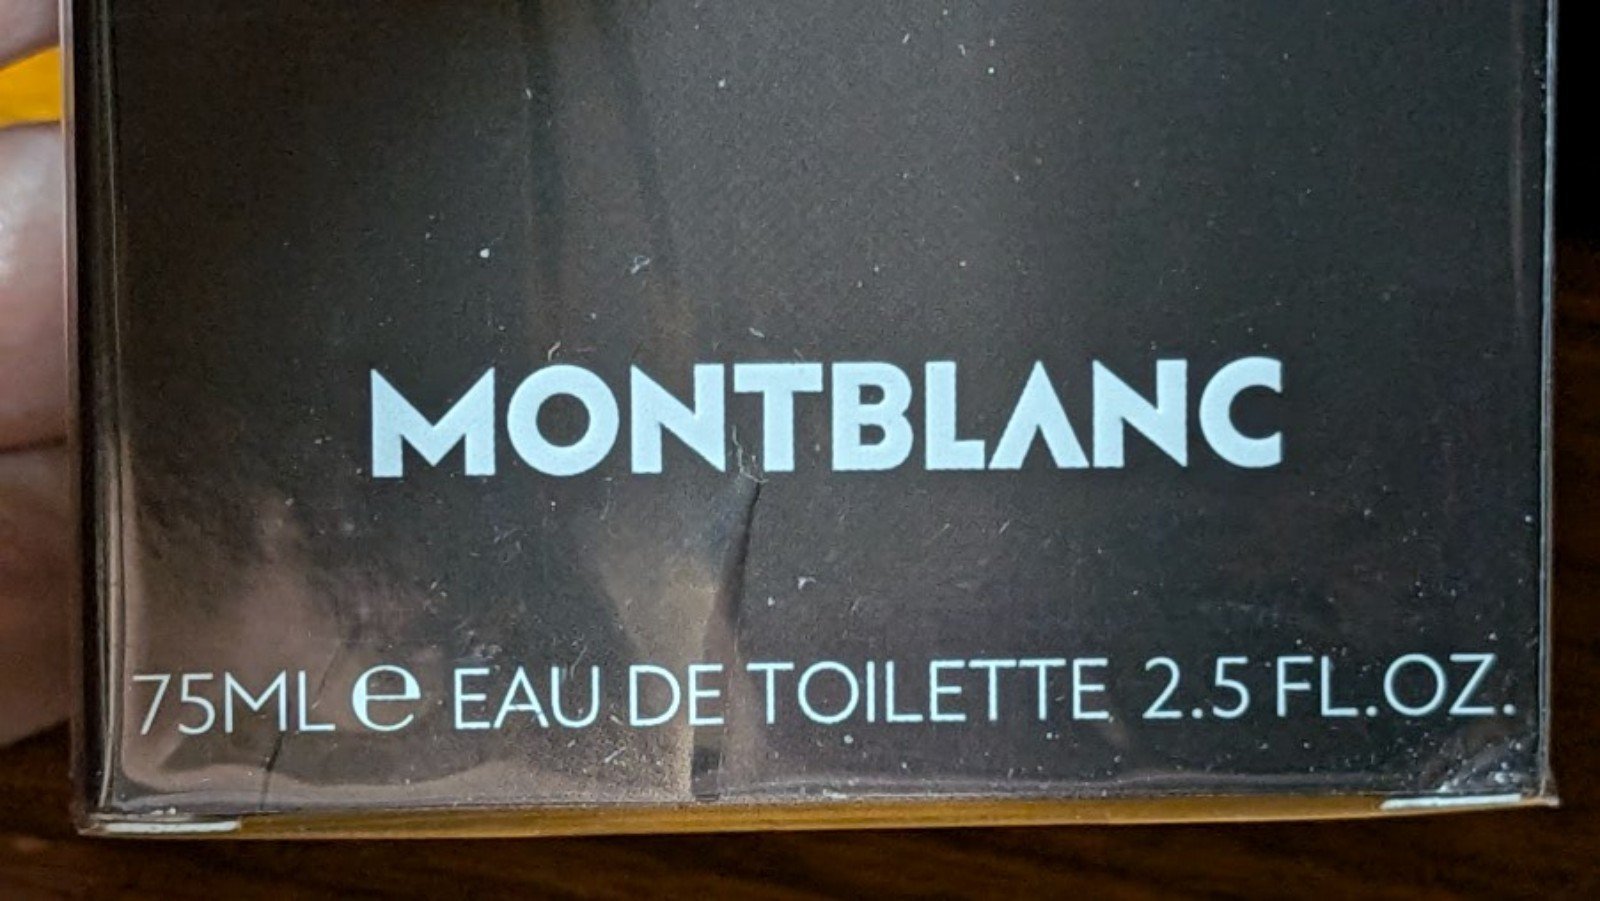 MONTBLANC
75ML e EAU DE TOILETTE 2.5 FL.OZ.